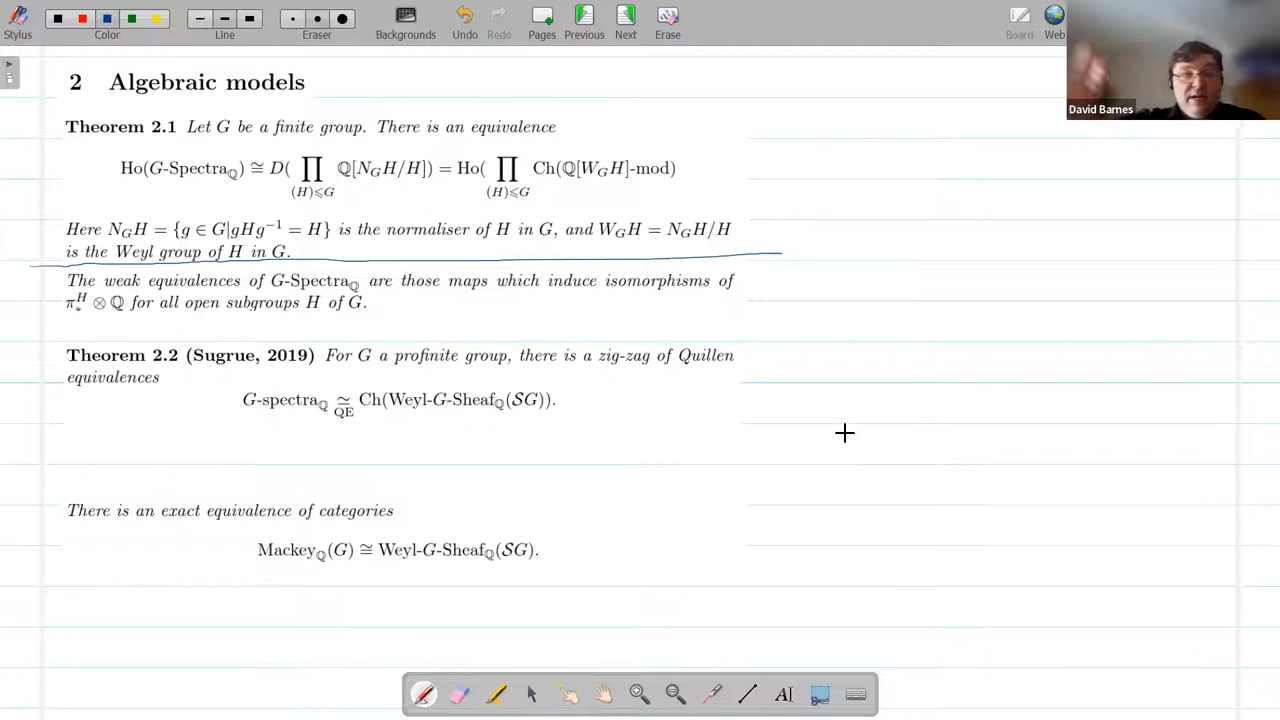 Stylus Color Line Eraser Backgrounds Undo Redo Pages Previous Next Erase Board Web
David Barnes
2 Algebraic models
Theorem 2.1 Let G be a finite group. There is an equivalence
Ho(G-Spectra_ℚ) ≅ D( ∏_{(H)⩽G} ℚ[N_GH/H]) = Ho( ∏_{(H)⩽G} Ch(ℚ[W_GH]-mod)
Here N_GH = {g ∈ G|gHg⁻¹ = H} is the normaliser of H in G, and W_GH = N_GH/H
is the Weyl group of H in G.
The weak equivalences of G-Spectra_ℚ are those maps which induce isomorphisms of
π_*^H ⊗ ℚ for all open subgroups H of G.
Theorem 2.2 (Sugrue, 2019) For G a profinite group, there is a zig-zag of Quillen
equivalences
G-spectra_ℚ ≃_QE Ch(Weyl-G-Sheaf_ℚ(𝒮G)).
There is an exact equivalence of categories
Mackey_ℚ(G) ≅ Weyl-G-Sheaf_ℚ(𝒮G).